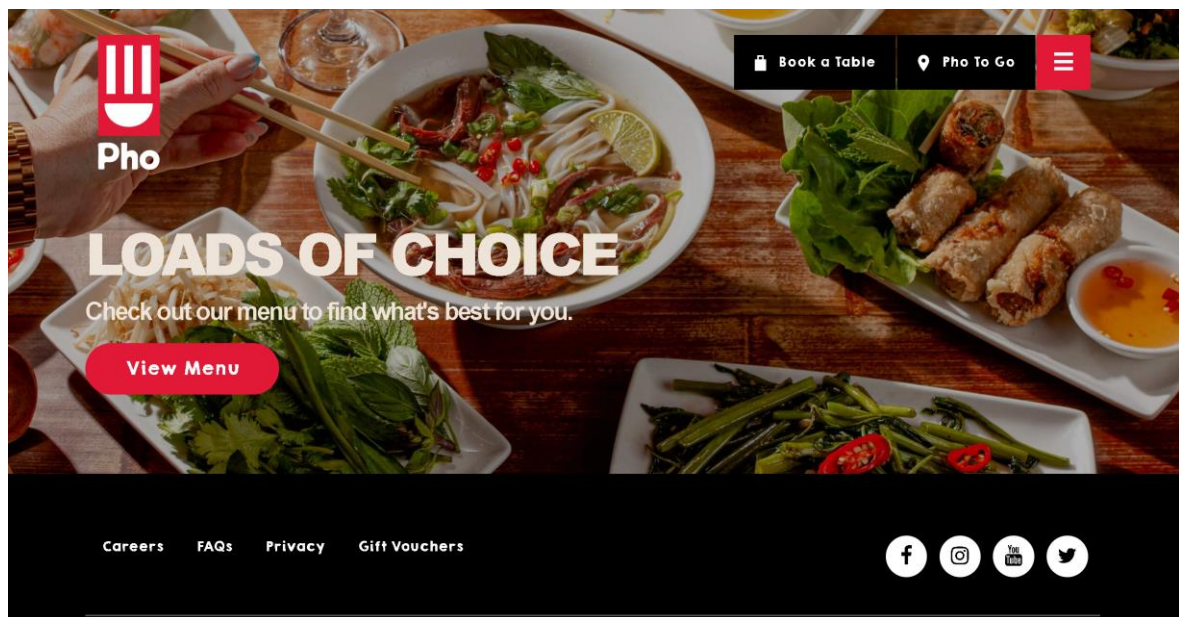 Book a Table
Pho To Go
Pho
LOADS OF CHOICE
Check out our menu to find what's best for you.
View Menu
Careers
FAQs
Privacy
Gift Vouchers
You
Tube